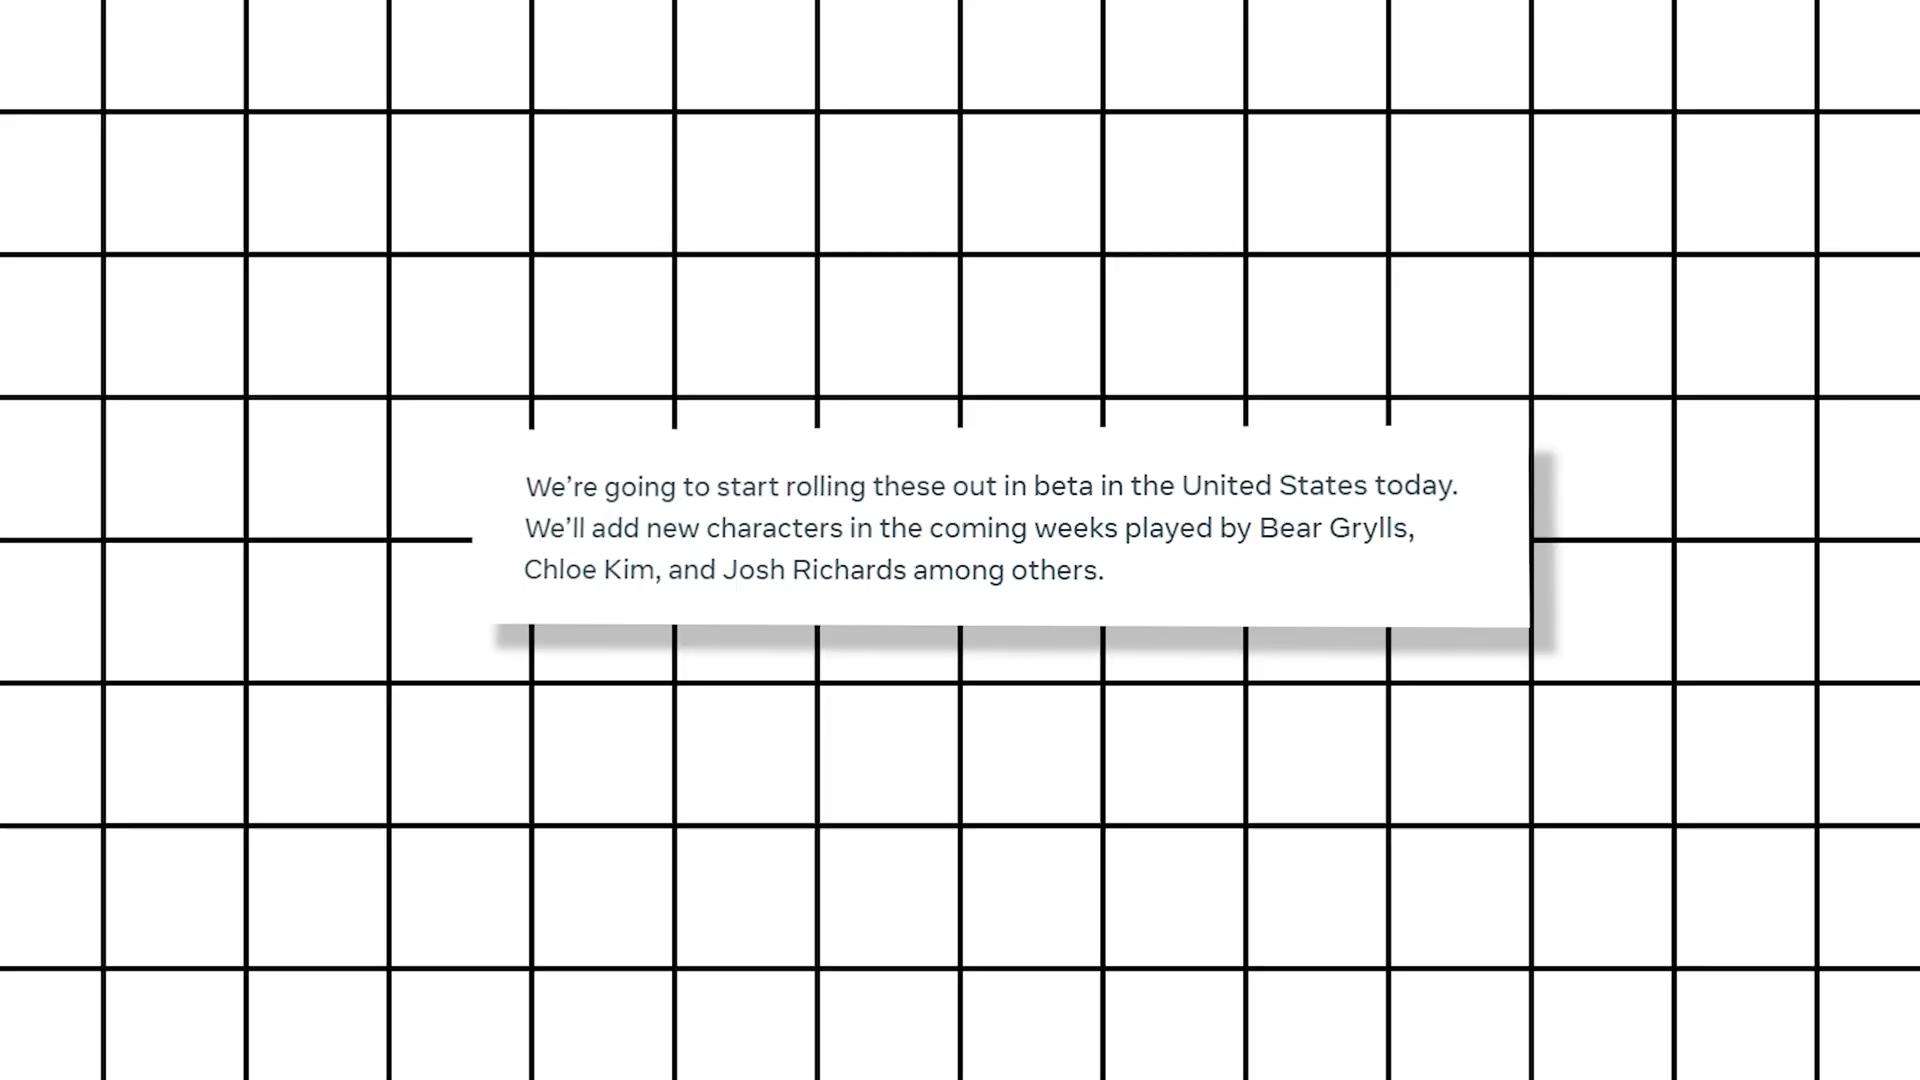 We’re going to start rolling these out in beta in the United States today.
We’ll add new characters in the coming weeks played by Bear Grylls,
Chloe Kim, and Josh Richards among others.